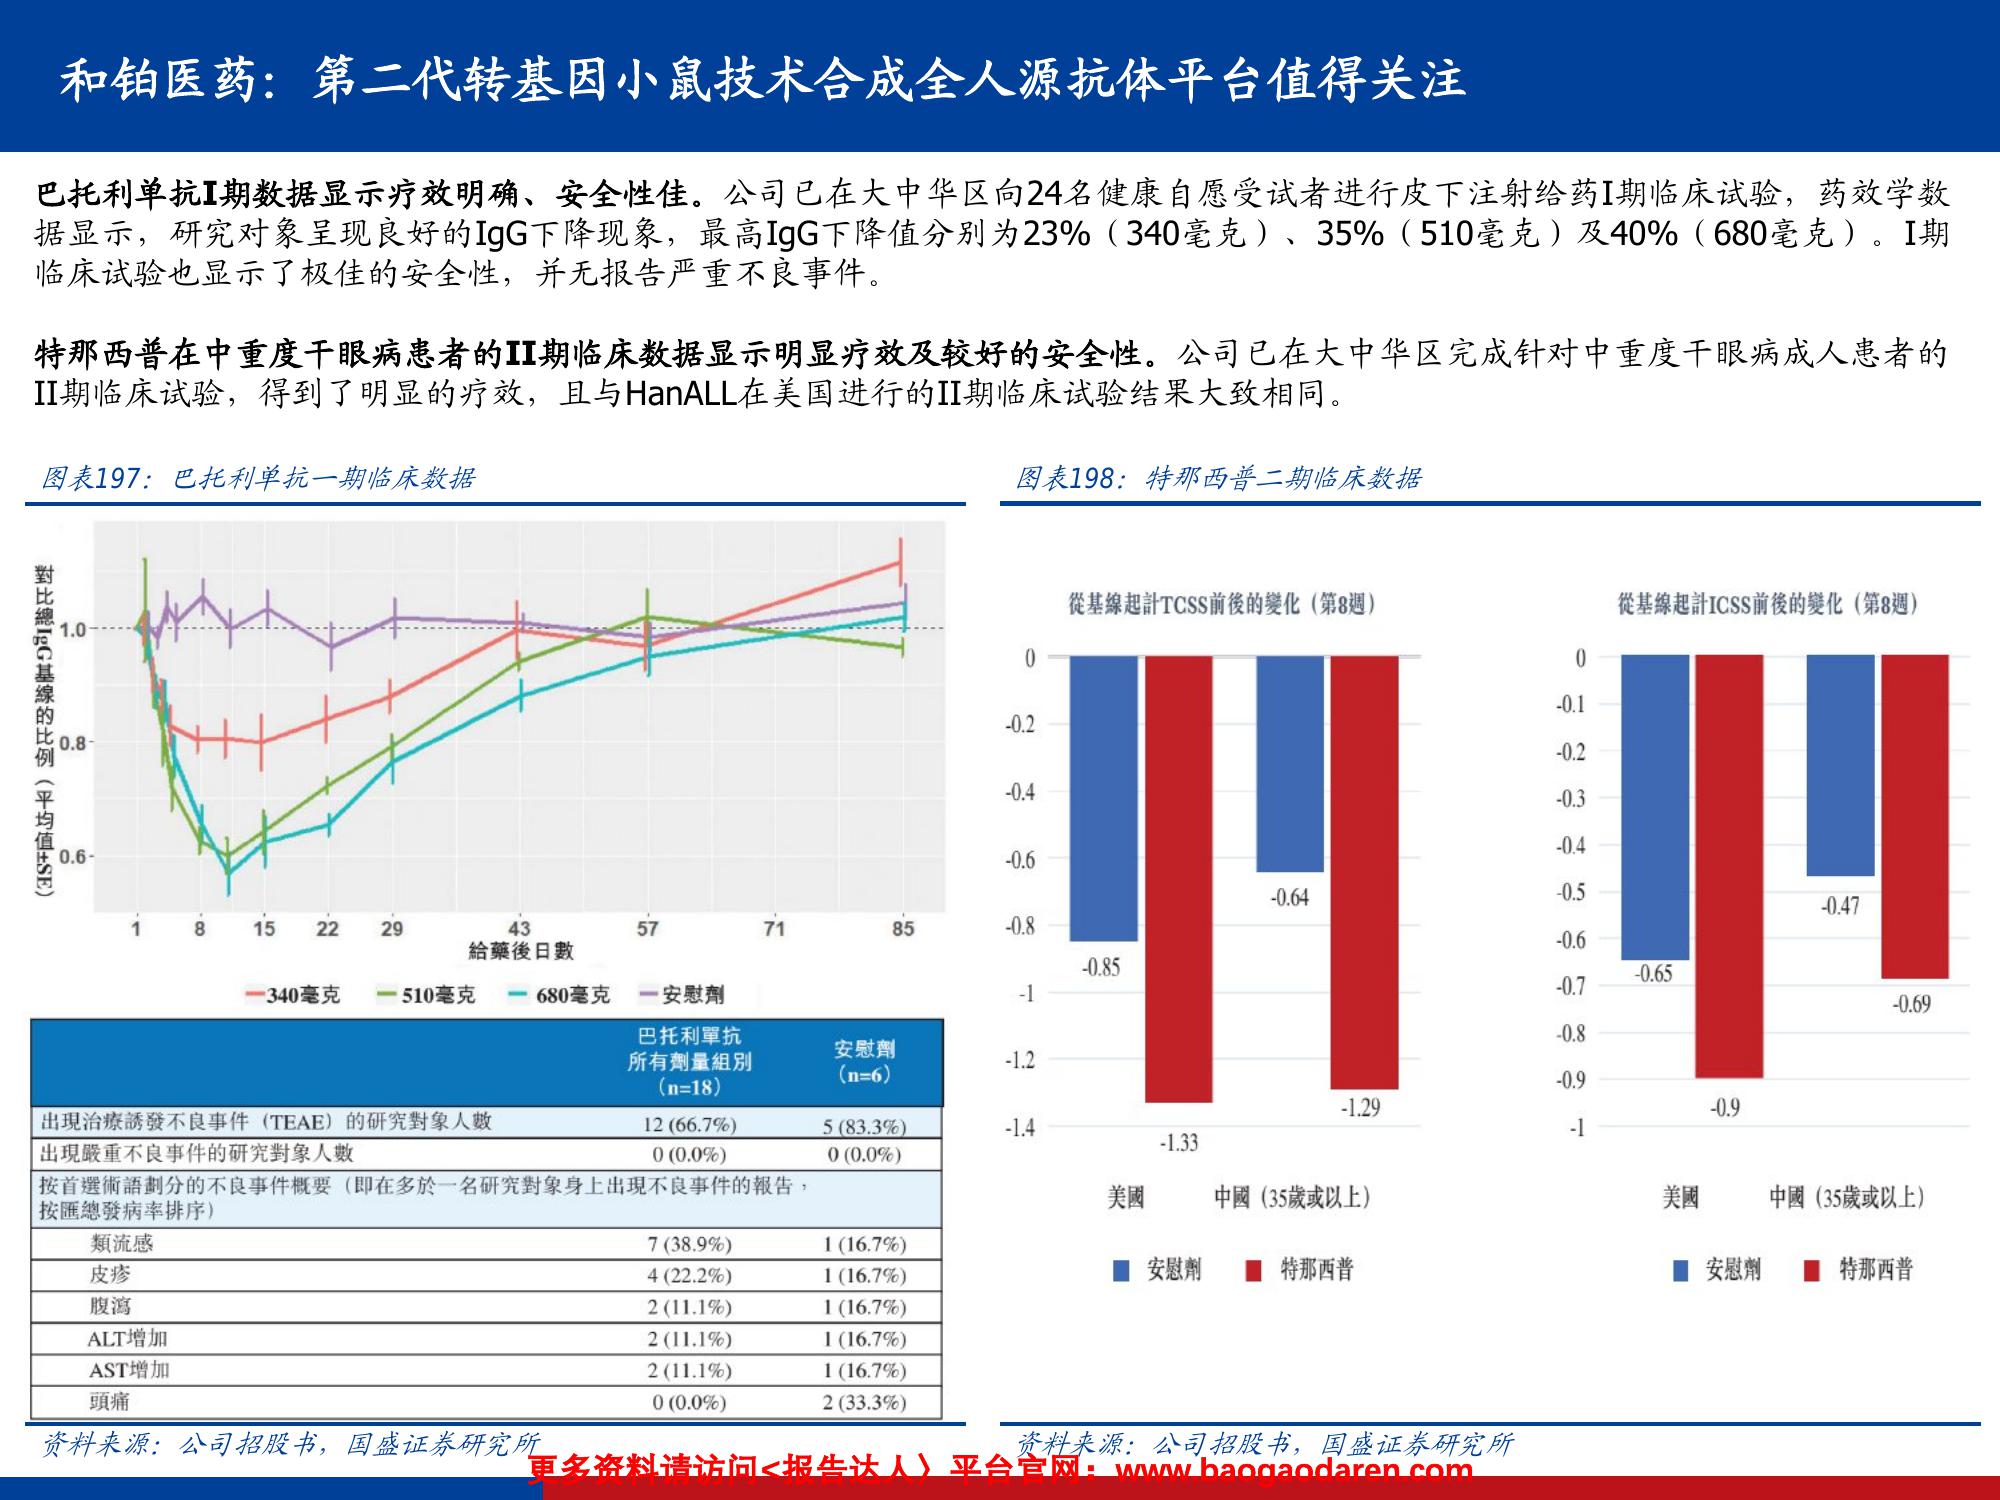 和铂医药：第二代转基因小鼠技术合成全人源抗体平台值得关注
巴托利单抗I期数据显示疗效明确、安全性佳。公司已在大中华区向24名健康自愿受试者进行皮下注射给药I期临床试验，药效学数
据显示，研究对象呈现良好的IgG下降现象，最高IgG下降值分别为23%（340毫克）、35%（510毫克）及40%（680毫克）。I期
临床试验也显示了极佳的安全性，并无报告严重不良事件。
特那西普在中重度干眼病患者的II期临床数据显示明显疗效及较好的安全性。公司已在大中华区完成针对中重度干眼病成人患者的
II期临床试验，得到了明显的疗效，且与HanALL在美国进行的II期临床试验结果大致相同。
图表197：巴托利单抗一期临床数据
對比總IgG基線的比例（平均值±SE）
1.0
0.8
0.6
1 8 15 22 29 43 57 71 85
給藥後日數
340毫克 510毫克 680毫克 安慰劑
巴托利單抗
所有劑量組別
（n=18）
安慰劑
（n=6）
出現治療誘發不良事件（TEAE）的研究對象人數 12 (66.7%) 5 (83.3%)
出現嚴重不良事件的研究對象人數 0 (0.0%) 0 (0.0%)
按首選術語劃分的不良事件概要（即在多於一名研究對象身上出現不良事件的報告，
按匯總發病率排序）
類流感 7 (38.9%) 1 (16.7%)
皮疹 4 (22.2%) 1 (16.7%)
腹瀉 2 (11.1%) 1 (16.7%)
ALT增加 2 (11.1%) 1 (16.7%)
AST增加 2 (11.1%) 1 (16.7%)
頭痛 0 (0.0%) 2 (33.3%)
资料来源：公司招股书，国盛证券研究所
图表198：特那西普二期临床数据
從基線起計TCSS前後的變化（第8週）
0
-0.2
-0.4
-0.6
-0.8
-1
-1.2
-1.4
-0.85
-1.33
-0.64
-1.29
美國 中國（35歲或以上）
安慰劑 特那西普
從基線起計ICSS前後的變化（第8週）
0
-0.1
-0.2
-0.3
-0.4
-0.5
-0.6
-0.7
-0.8
-0.9
-1
-0.65
-0.9
-0.47
-0.69
美國 中國（35歲或以上）
安慰劑 特那西普
资料来源：公司招股书，国盛证券研究所
更多资料请访问<报告达人〉平台官网：www.baogaodaren.com